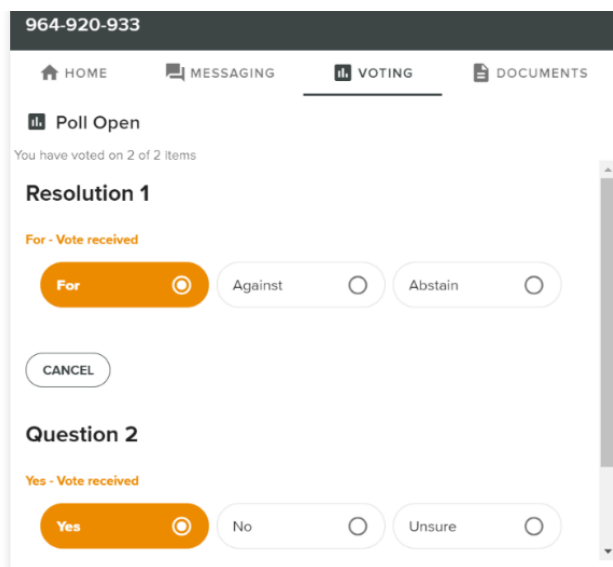 964-920-933
HOME MESSAGING VOTING DOCUMENTS
Poll Open
You have voted on 2 of 2 items
Resolution 1
For - Vote received
For Against Abstain
CANCEL
Question 2
Yes - Vote received
Yes No Unsure